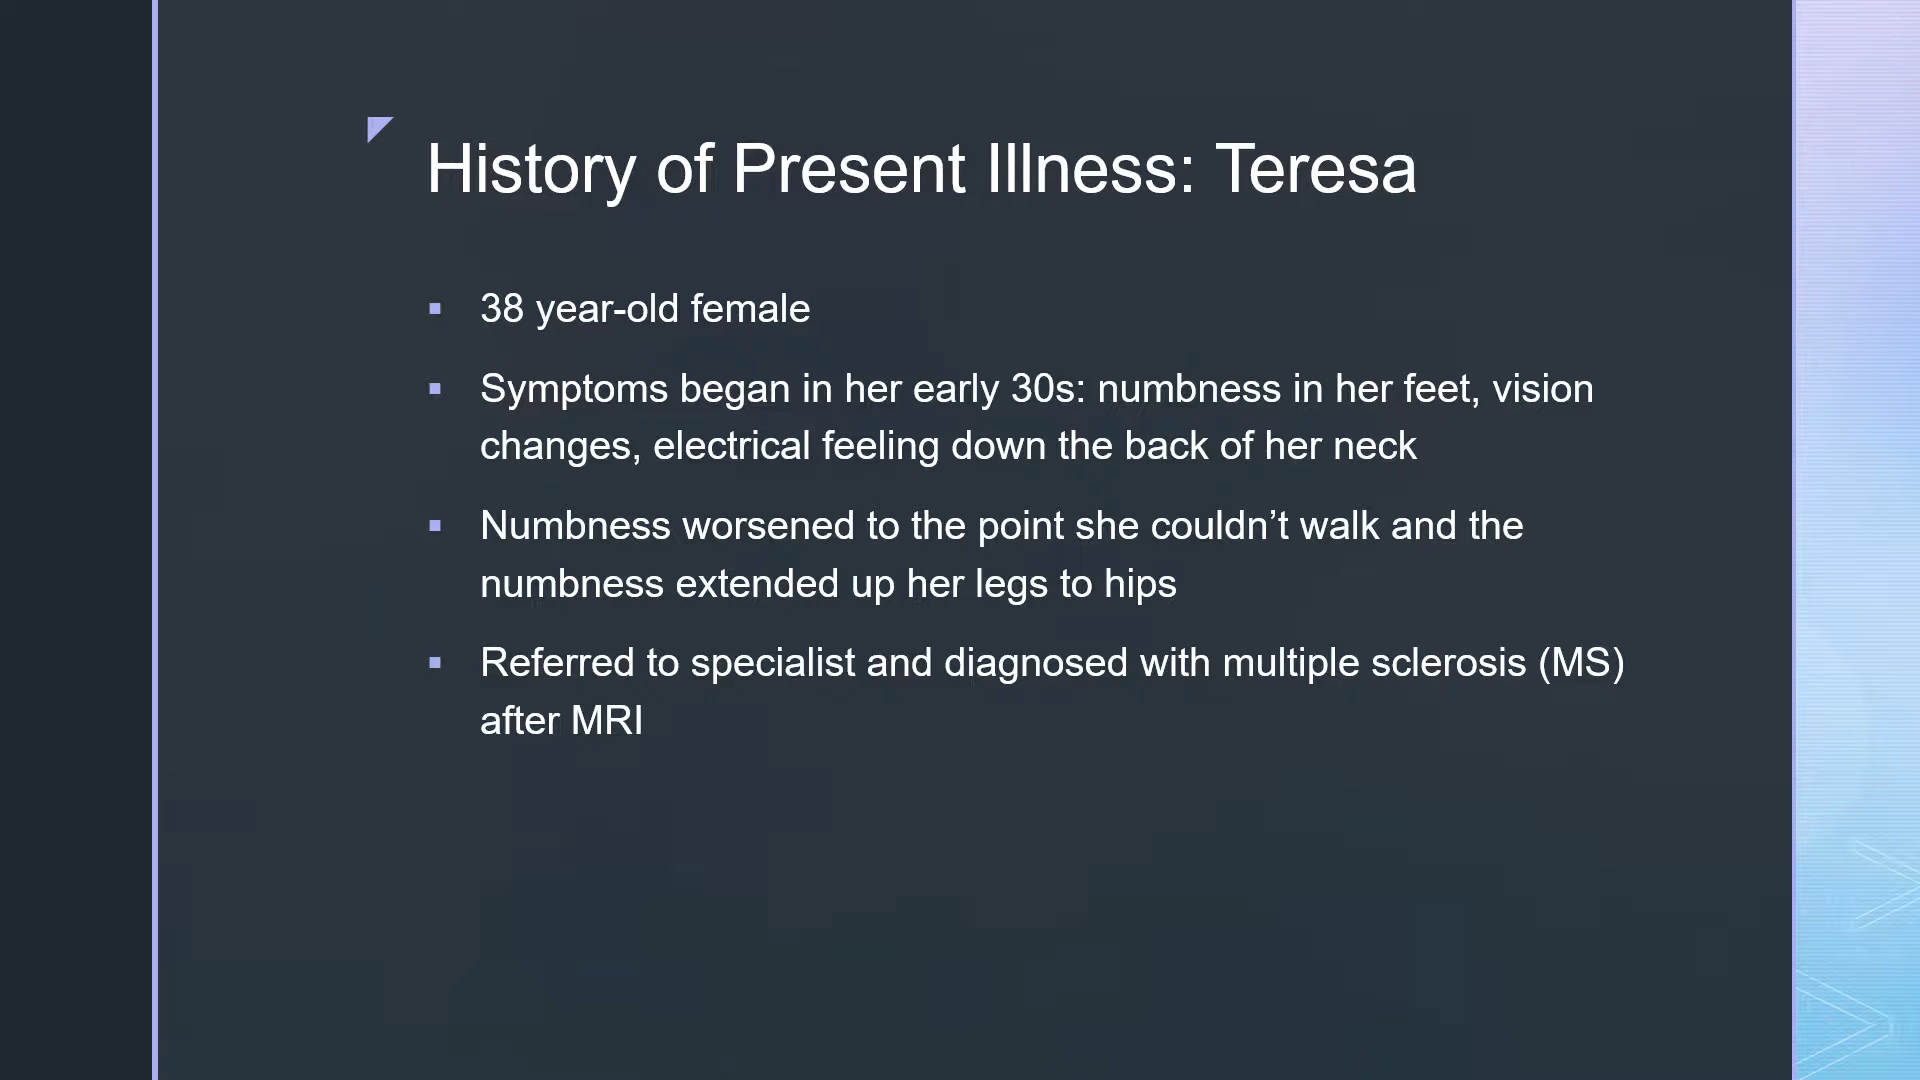 History of Present Illness: Teresa
▪ 38 year-old female
▪ Symptoms began in her early 30s: numbness in her feet, vision
changes, electrical feeling down the back of her neck
▪ Numbness worsened to the point she couldn’t walk and the
numbness extended up her legs to hips
▪ Referred to specialist and diagnosed with multiple sclerosis (MS)
after MRI